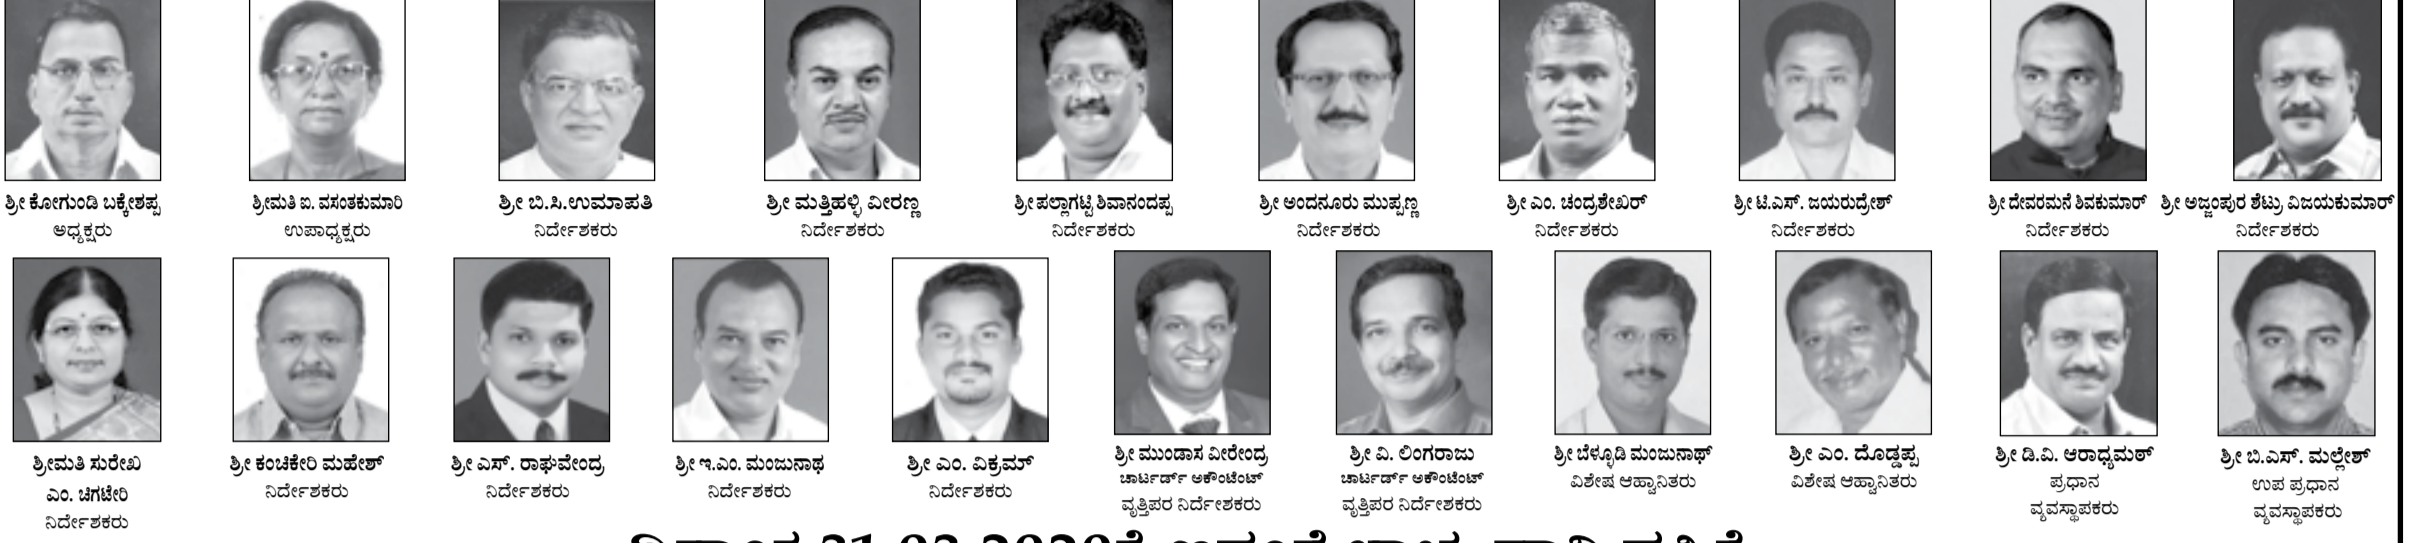 ಶ್ರೀ ಕೋಗುಂಡಿ ಬಕ್ಕೇಶಪ್ಪ
ಅಧ್ಯಕ್ಷರು
ಶ್ರೀಮತಿ ಐ. ವಸಂತಕುಮಾರಿ
ಉಪಾಧ್ಯಕ್ಷರು
ಶ್ರೀ ಬಿ.ಸಿ.ಉಮಾಪತಿ
ನಿರ್ದೇಶಕರು
ಶ್ರೀ ಮತ್ತಿಹಳ್ಳಿ ವೀರಣ್ಣ
ನಿರ್ದೇಶಕರು
ಶ್ರೀ ಪಲ್ಲಾಗಟ್ಟಿ ಶಿವಾನಂದಪ್ಪ
ನಿರ್ದೇಶಕರು
ಶ್ರೀ ಅಂದನೂರು ಮುಪ್ಪಣ್ಣ
ನಿರ್ದೇಶಕರು
ಶ್ರೀ ಎಂ. ಚಂದ್ರಶೇಖರ್
ನಿರ್ದೇಶಕರು
ಶ್ರೀ ಟಿ.ಎಸ್. ಜಯರುದ್ರೇಶ್
ನಿರ್ದೇಶಕರು
ಶ್ರೀ ದೇವರಮನೆ ಶಿವಕುಮಾರ್
ನಿರ್ದೇಶಕರು
ಶ್ರೀ ಅಜ್ಜಂಪುರ ಶೆಟ್ರು ವಿಜಯಕುಮಾರ್
ನಿರ್ದೇಶಕರು
ಶ್ರೀಮತಿ ಸುರೇಖ
ಎಂ. ಚಿಗಟೇರಿ
ನಿರ್ದೇಶಕರು
ಶ್ರೀ ಕಂಚಿಕೇರಿ ಮಹೇಶ್
ನಿರ್ದೇಶಕರು
ಶ್ರೀ ಎಸ್. ರಾಘವೇಂದ್ರ
ನಿರ್ದೇಶಕರು
ಶ್ರೀ ಇ.ಎಂ. ಮಂಜುನಾಥ
ನಿರ್ದೇಶಕರು
ಶ್ರೀ ಎಂ. ವಿಕ್ರಮ್
ನಿರ್ದೇಶಕರು
ಶ್ರೀ ಮುಂಡಾಸ ವೀರೇಂದ್ರ
ಚಾರ್ಟರ್ಡ್ ಅಕೌಂಟೆಂಟ್
ವೃತ್ತಿಪರ ನಿರ್ದೇಶಕರು
ಶ್ರೀ ವಿ. ಲಿಂಗರಾಜು
ಚಾರ್ಟರ್ಡ್ ಅಕೌಂಟೆಂಟ್
ವೃತ್ತಿಪರ ನಿರ್ದೇಶಕರು
ಶ್ರೀ ಬೆಳ್ಳೂಡಿ ಮಂಜುನಾಥ್
ವಿಶೇಷ ಆಹ್ವಾನಿತರು
ಶ್ರೀ ಎಂ. ದೊಡ್ಡಪ್ಪ
ವಿಶೇಷ ಆಹ್ವಾನಿತರು
ಶ್ರೀ ಡಿ.ವಿ. ಆರಾಧ್ಯಮಠ್
ಪ್ರಧಾನ
ವ್ಯವಸ್ಥಾಪಕರು
ಶ್ರೀ ಬಿ.ಎಸ್. ಮಲ್ಲೇಶ್
ಉಪ ಪ್ರಧಾನ
ವ್ಯವಸ್ಥಾಪಕರು